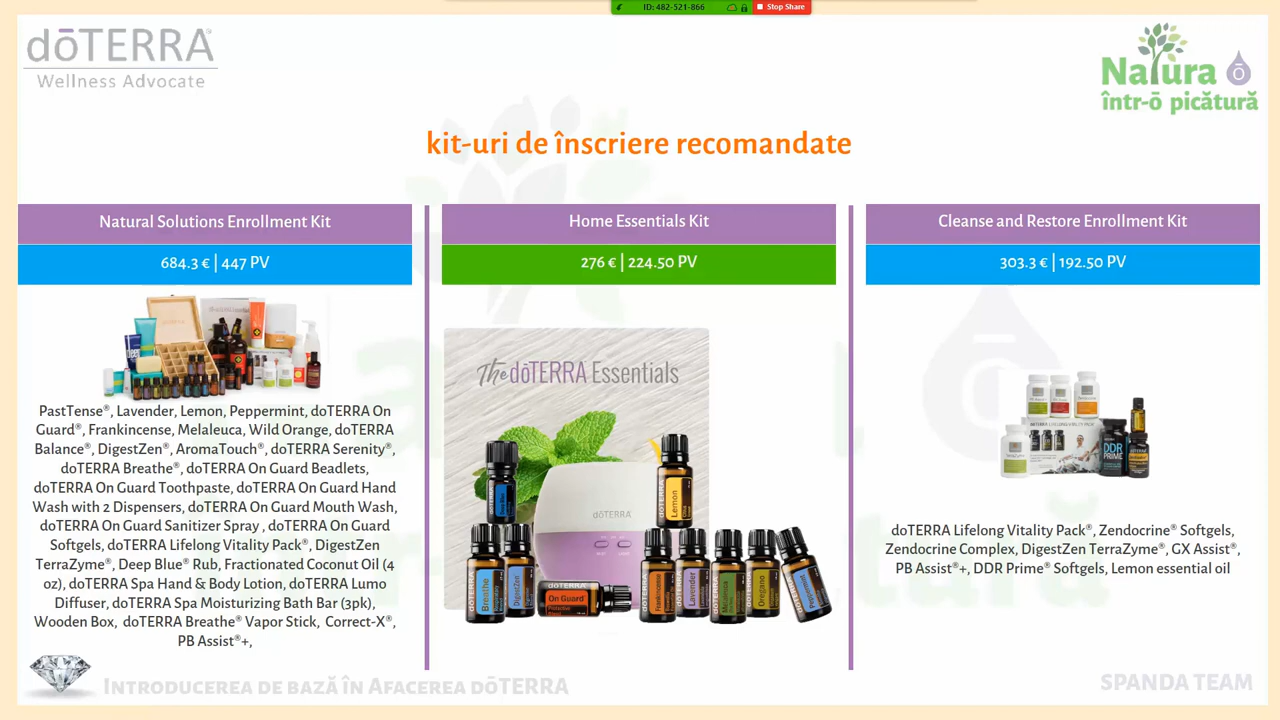 ID: 482-521-866
Stop Share
dōTERRA
Wellness Advocate
Natura ō
într-ō picătură
kit-uri de înscriere recomandate
Natural Solutions Enrollment Kit
684.3 € | 447 PV
PastTense®, Lavender, Lemon, Peppermint, doTERRA On
Guard®, Frankincense, Melaleuca, Wild Orange, doTERRA
Balance®, DigestZen®, AromaTouch®, doTERRA Serenity®,
doTERRA Breathe®, doTERRA On Guard Beadlets,
doTERRA On Guard Toothpaste, doTERRA On Guard Hand
Wash with 2 Dispensers, doTERRA On Guard Mouth Wash,
doTERRA On Guard Sanitizer Spray , doTERRA On Guard
Softgels, doTERRA Lifelong Vitality Pack®, DigestZen
TerraZyme®, Deep Blue® Rub, Fractionated Coconut Oil (4
oz), doTERRA Spa Hand & Body Lotion, doTERRA Lumo
Diffuser, doTERRA Spa Moisturizing Bath Bar (3pk),
Wooden Box, doTERRA Breathe® Vapor Stick, Correct-X®,
PB Assist®+,
Home Essentials Kit
276 € | 224.50 PV
The dōTERRA Essentials
dōTERRA
Lemon
Breathe
DigestZen
On Guard
Protective
Frankincense
Lavender
Oregano
Peppermint
Cleanse and Restore Enrollment Kit
303.3 € | 192.50 PV
DDR
PRIME
doTERRA Lifelong Vitality Pack®, Zendocrine® Softgels,
Zendocrine Complex, DigestZen TerraZyme®, GX Assist®,
PB Assist®+, DDR Prime® Softgels, Lemon essential oil
Introducerea de bază în Afacerea dōTERRA
SPANDA TEAM